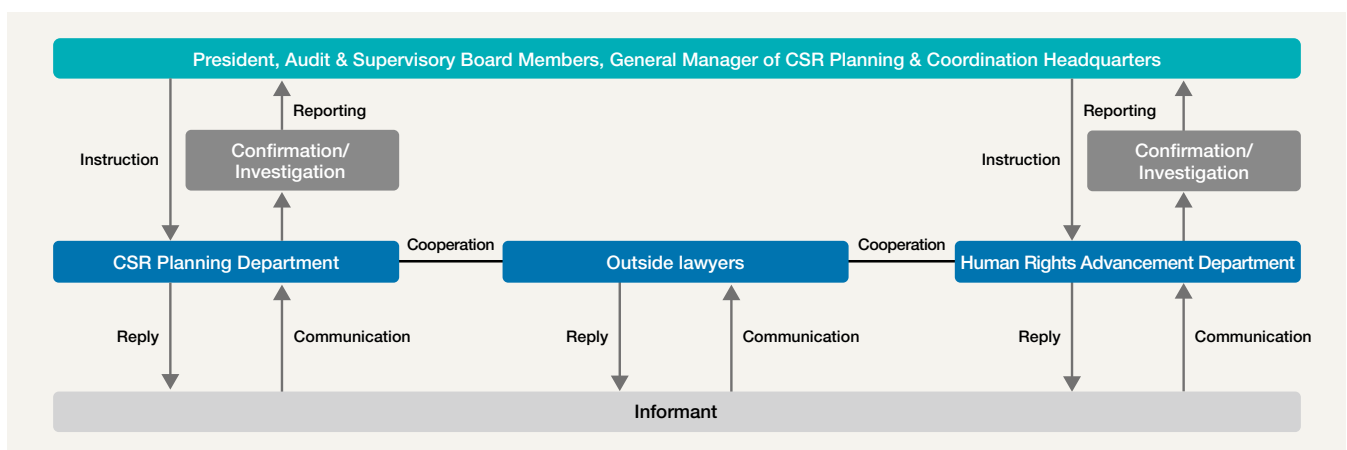 President, Audit & Supervisory Board Members, General Manager of CSR Planning & Coordination Headquarters
Reporting
Reporting
Confirmation/
Investigation
Confirmation/
Investigation
Instruction
Instruction
Cooperation
Cooperation
CSR Planning Department
Outside lawyers
Human Rights Advancement Department
Reply
Communication
Reply
Communication
Reply
Communication
Informant